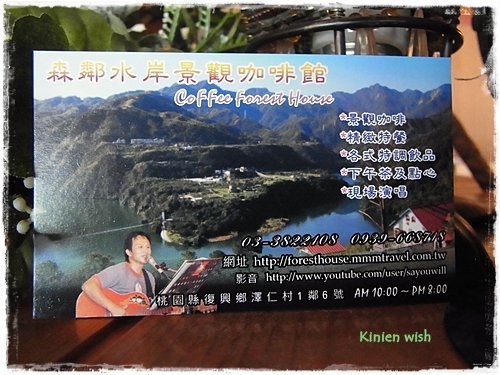 森鄰水岸景觀咖啡館
CoFFee Forest House
*景觀咖啡
*精緻特餐
*各式特調飲品
*下午茶及點心
*現場演唱
03-3822108 0939-668718
網址 http://foresthouse.mmmtravel.com.tw
影音 http://www.youtube.com/user/sayouwill
桃園縣復興鄉澤仁村1鄰6號 AM 10:00~PM 8:00
Kinien wish